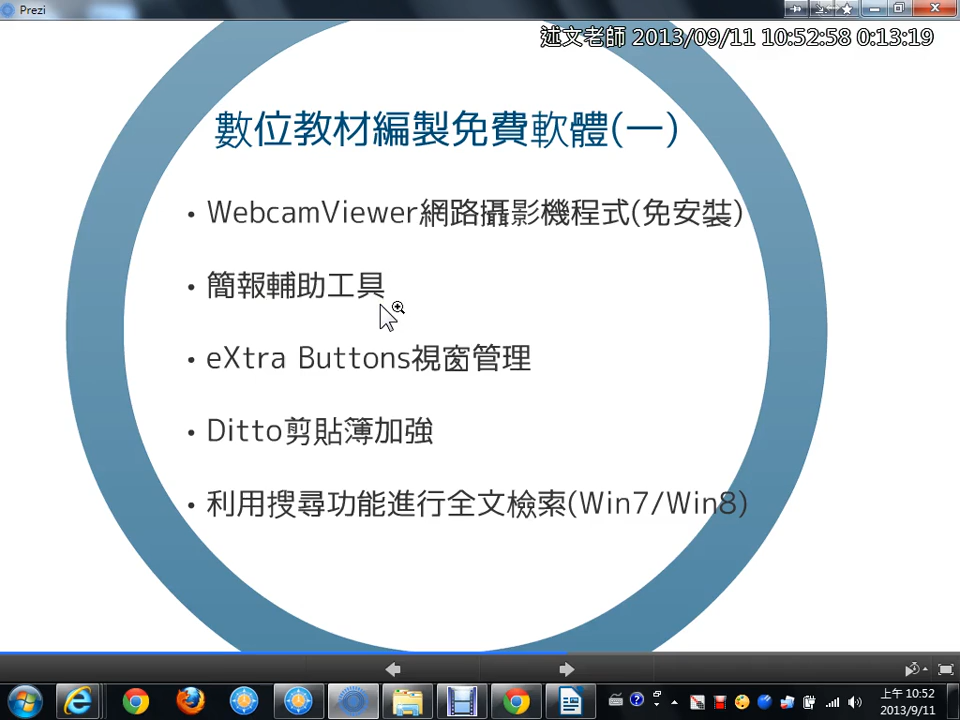 Prezi
述文老師 2013/09/11 10:52:58 0:13:19
數位教材編製免費軟體(一)
• WebcamViewer網路攝影機程式(免安裝)
• 簡報輔助工具
• eXtra Buttons視窗管理
• Ditto剪貼簿加強
• 利用搜尋功能進行全文檢索(Win7/Win8)
上午 10:52
2013/9/11